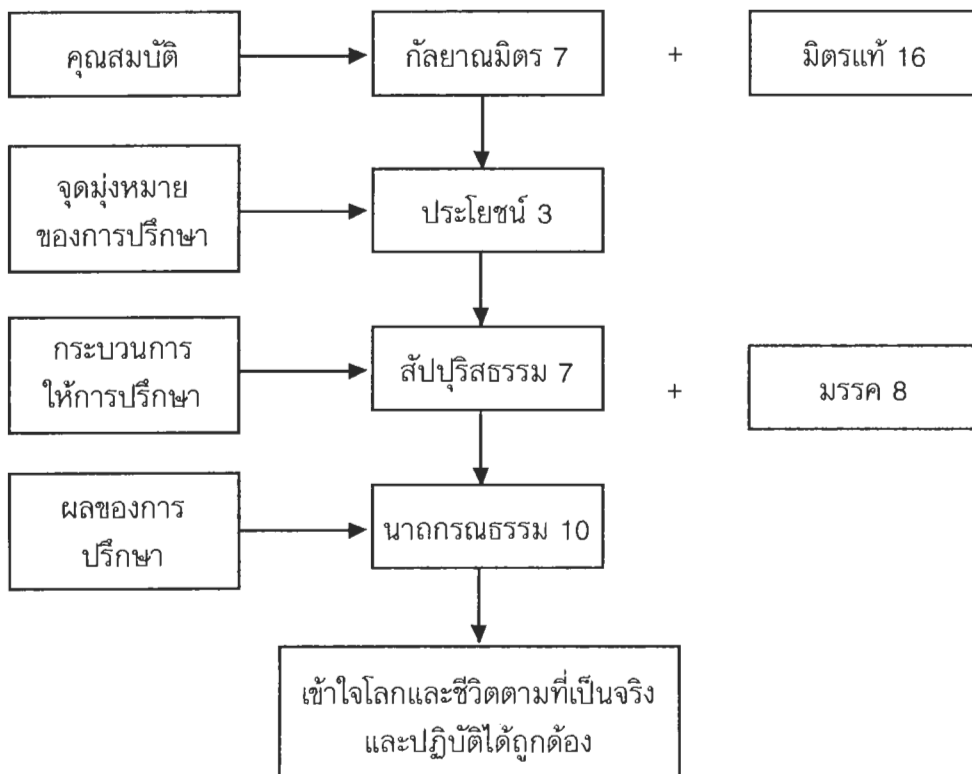 คุณสมบัติ
กัลยาณมิตร 7
+
มิตรแท้ 16
จุดมุ่งหมาย
ของการปรึกษา
ประโยชน์ 3
กระบวนการ
ให้การปรึกษา
สัปปุริสธรรม 7
+
มรรค 8
ผลของการ
ปรึกษา
นาถกรณธรรม 10
เข้าใจโลกและชีวิตตามที่เป็นจริง
และปฏิบัติได้ถูกต้อง